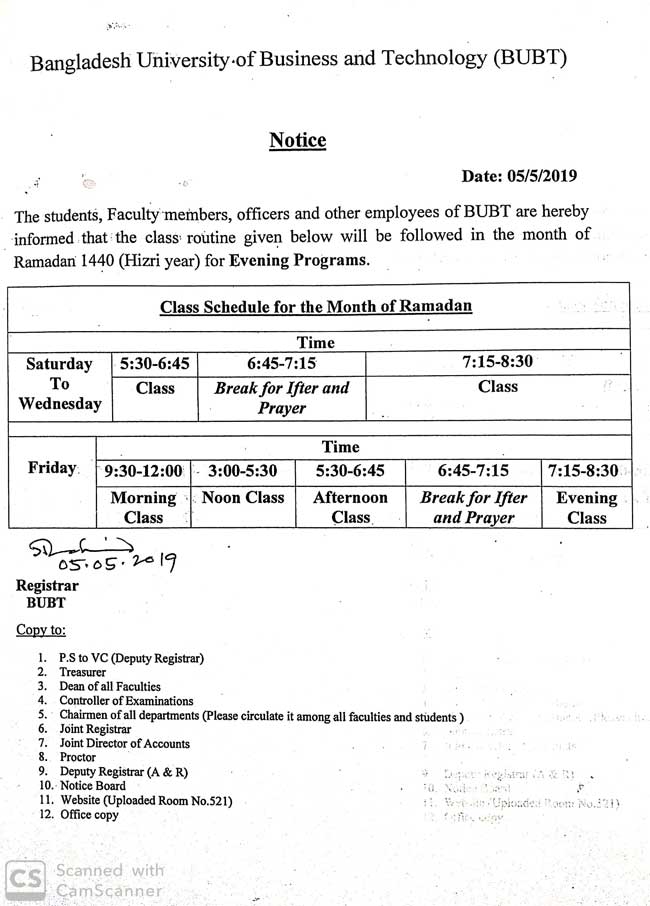 Bangladesh University of Business and Technology (BUBT)
Notice
Date: 05/5/2019
The students, Faculty members, officers and other employees of BUBT are hereby
informed that the class routine given below will be followed in the month of
Ramadan 1440 (Hizri year) for Evening Programs.
Class Schedule for the Month of Ramadan
Time
Saturday To Wednesday
5:30-6:45 6:45-7:15 7:15-8:30
Class Break for Ifter and Prayer Class
Time
Friday
9:30-12:00 3:00-5:30 5:30-6:45 6:45-7:15 7:15-8:30
Morning Class Noon Class Afternoon Class Break for Ifter and Prayer Evening Class
05.05.2019
Registrar
BUBT
Copy to:
1. P.S to VC (Deputy Registrar)
2. Treasurer
3. Dean of all Faculties
4. Controller of Examinations
5. Chairmen of all departments (Please circulate it among all faculties and students )
6. Joint Registrar
7. Joint Director of Accounts
8. Proctor
9. Deputy Registrar (A & R)
10. Notice Board
11. Website (Uploaded Room No.521)
12. Office copy
CS Scanned with
CamScanner